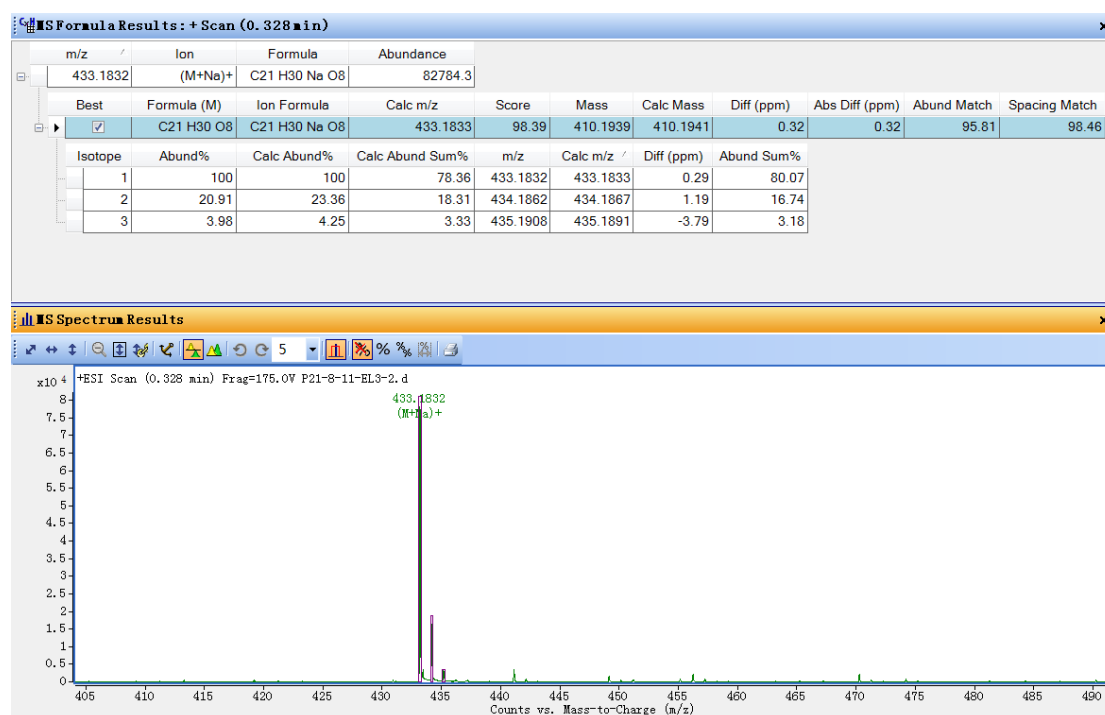 MS Formula Results: + Scan (0.328 min)
m/z Ion Formula Abundance
433.1832 (M+Na)+ C21 H30 Na O8 82784.3
Best Formula (M) Ion Formula Calc m/z Score Mass Calc Mass Diff (ppm) Abs Diff (ppm) Abund Match Spacing Match
C21 H30 O8 C21 H30 Na O8 433.1833 98.39 410.1939 410.1941 0.32 0.32 95.81 98.46
Isotope Abund% Calc Abund% Calc Abund Sum% m/z Calc m/z Diff (ppm) Abund Sum%
1 100 100 78.36 433.1832 433.1833 0.29 80.07
2 20.91 23.36 18.31 434.1862 434.1867 1.19 16.74
3 3.98 4.25 3.33 435.1908 435.1891 -3.79 3.18
MS Spectrum Results
5 % %
x10 4 +ESI Scan (0.328 min) Frag=175.0V P21-8-11-EL3-2.d
433.1832
(M+Na)+
8
7.5
7
6.5
6
5.5
5
4.5
4
3.5
3
2.5
2
1.5
1
0.5
0
405 410 415 420 425 430 435 440 445 450 455 460 465 470 475 480 485 490
Counts vs. Mass-to-Charge (m/z)